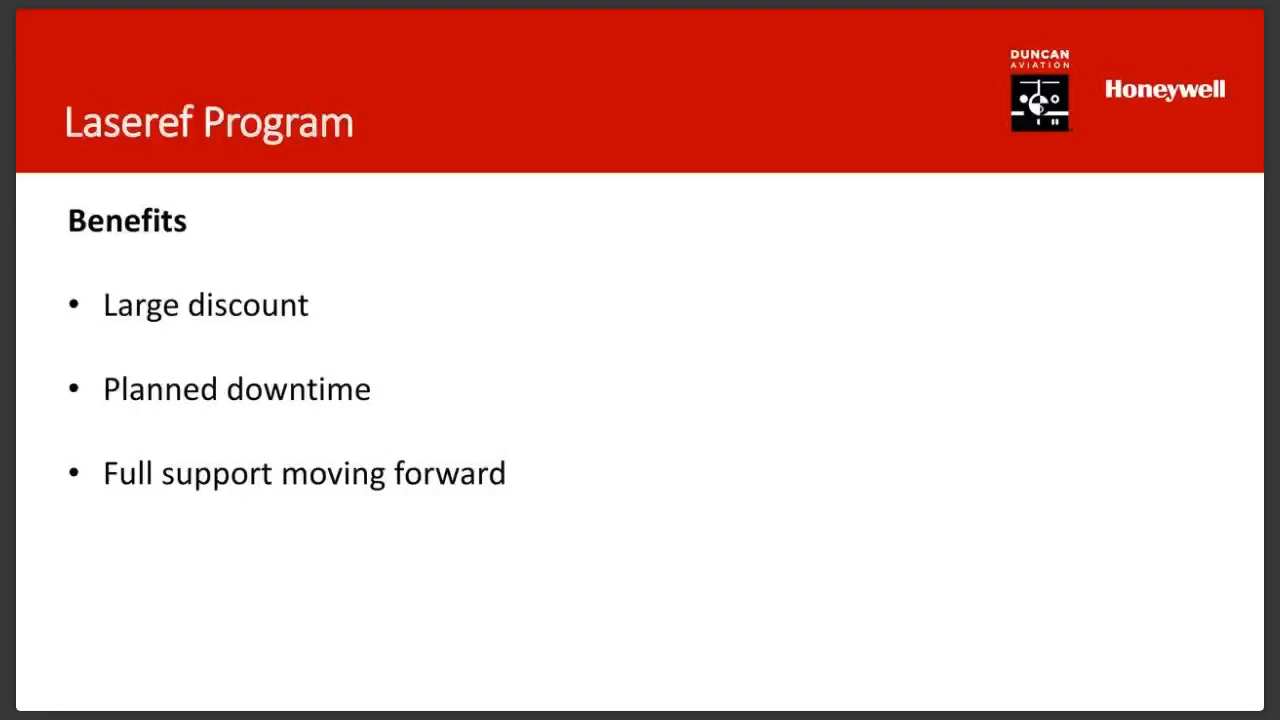 DUNCAN
AVIATION
Honeywell
Laseref Program
Benefits
• Large discount
• Planned downtime
• Full support moving forward